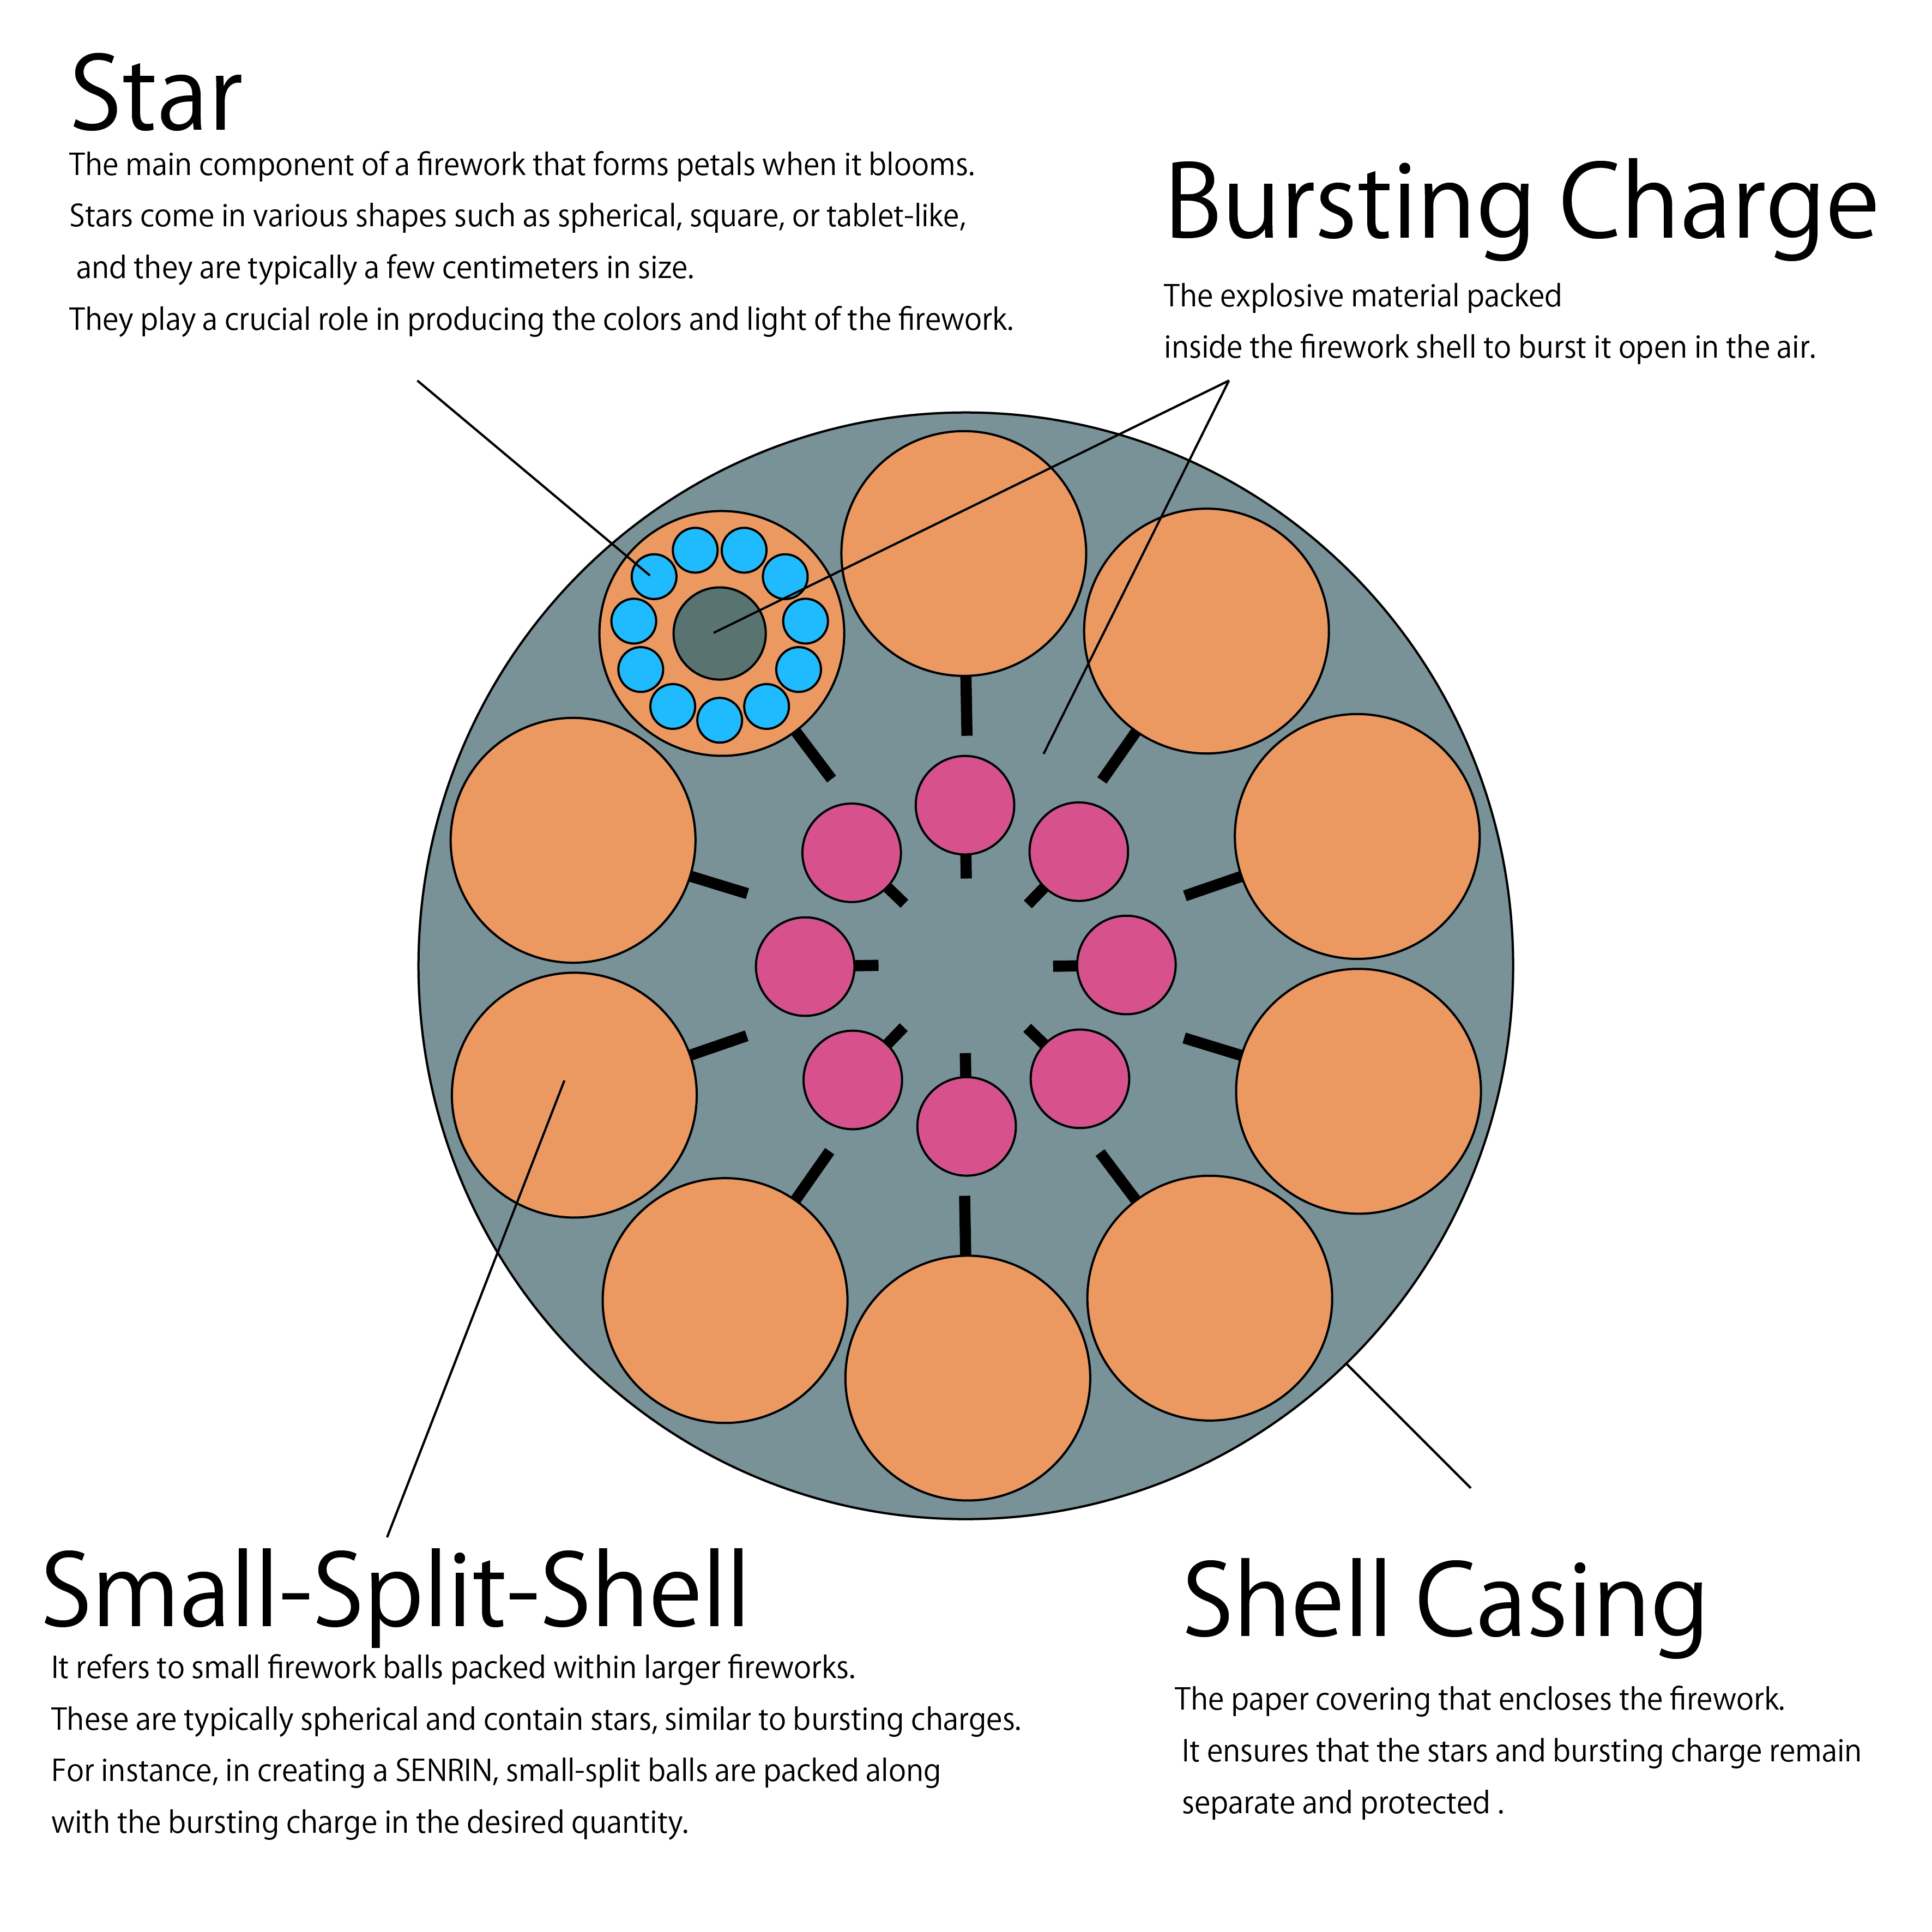 Star
The main component of a firework that forms petals when it blooms.
Stars come in various shapes such as spherical, square, or tablet-like,
and they are typically a few centimeters in size.
They play a crucial role in producing the colors and light of the firework.
Bursting Charge
The explosive material packed
inside the firework shell to burst it open in the air.
Small-Split-Shell
It refers to small firework balls packed within larger fireworks.
These are typically spherical and contain stars, similar to bursting charges.
For instance, in creating a SENRIN, small-split balls are packed along
with the bursting charge in the desired quantity.
Shell Casing
The paper covering that encloses the firework.
It ensures that the stars and bursting charge remain
separate and protected .